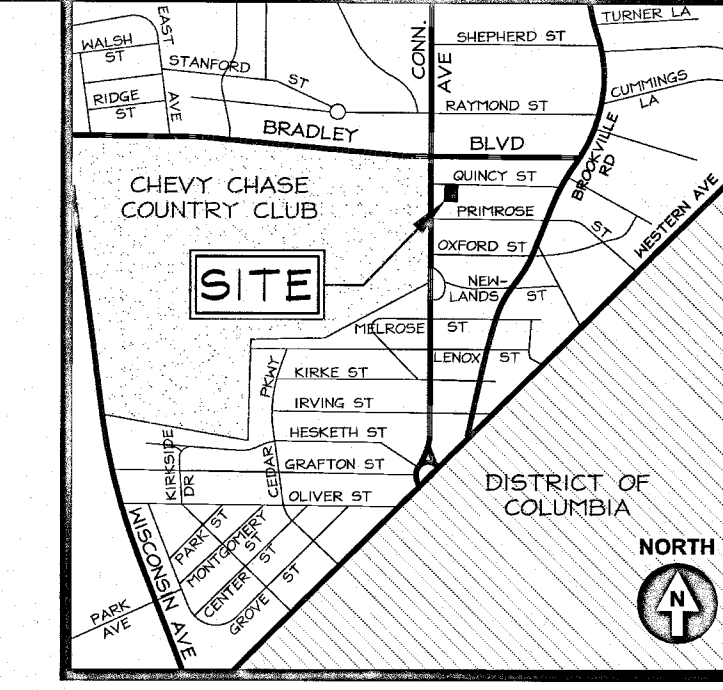 TURNER LA
SHEPHERD ST
CONN.
AVE
EAST
AVE
WALSH
ST
STANFORD
ST
RIDGE
ST
CUMMINGS
LA
RAYMOND ST
BRADLEY
BLVD
BROOKVILLE
RD
QUINCY ST
CHEVY CHASE
COUNTRY CLUB
PRIMROSE
ST
WESTERN AVE
OXFORD ST
SITE
NEW-
LANDS ST
MELROSE ST
LENOX ST
PKWY
KIRKE ST
IRVING ST
HESKETH ST
KIRKSIDE
DR
CEDAR
GRAFTON ST
OLIVER ST
DISTRICT OF
COLUMBIA
WISCONSIN AVE
PARK ST
MONTGOMERY
ST
CENTER ST
GROVE ST
PARK
AVE
NORTH
N